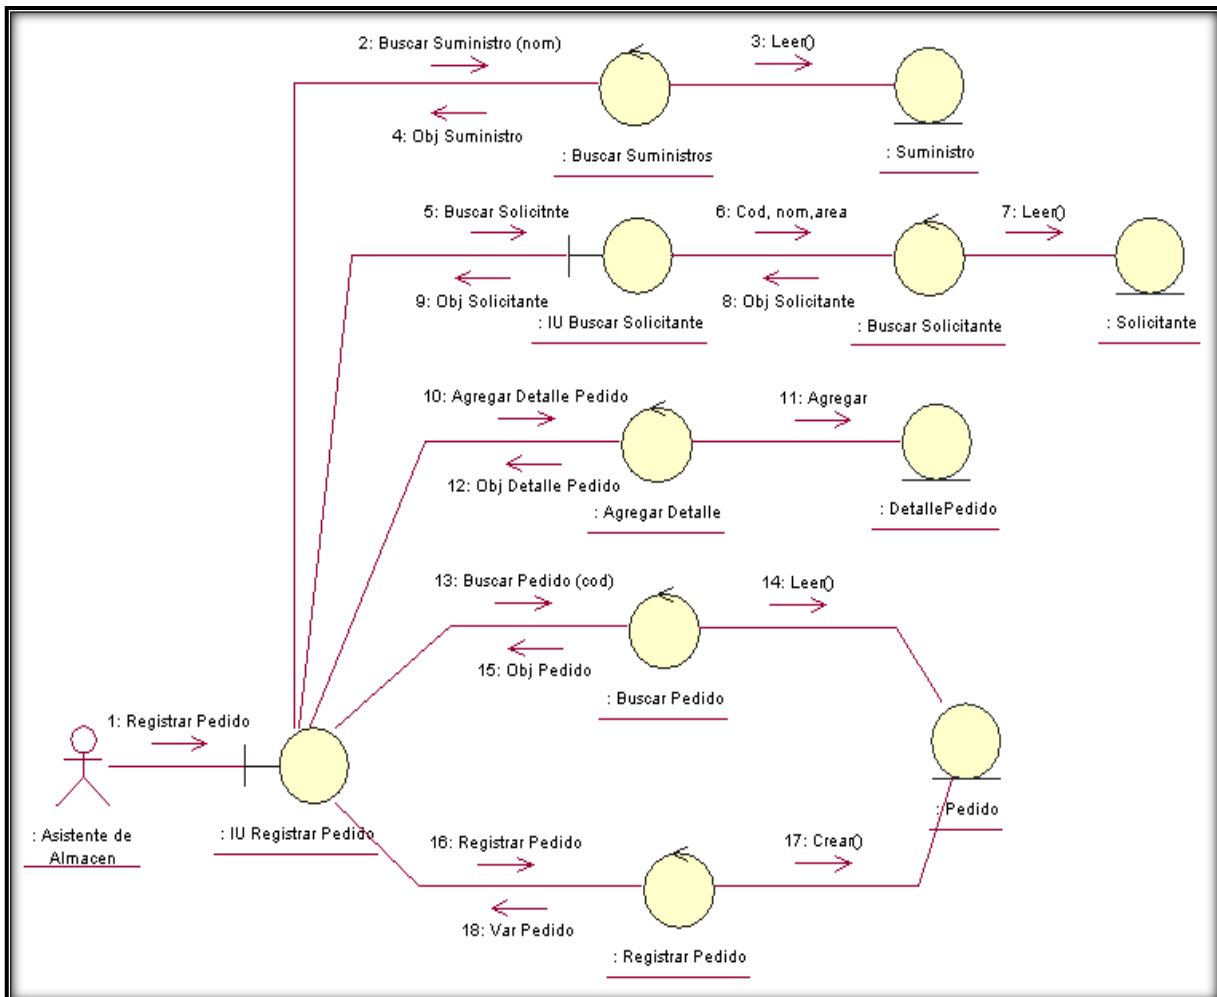 2: Buscar Suministro (nom)
3: Leer()
4: Obj Suministro
: Buscar Suministros
: Suministro
5: Buscar Solicitnte
6: Cod, nom,area
7: Leer()
9: Obj Solicitante
8: Obj Solicitante
: IU Buscar Solicitante
: Buscar Solicitante
: Solicitante
10: Agregar Detalle Pedido
11: Agregar
12: Obj Detalle Pedido
: Agregar Detalle
: DetallePedido
13: Buscar Pedido (cod)
14: Leer()
15: Obj Pedido
: Buscar Pedido
1: Registrar Pedido
: Pedido
: Asistente de
Almacen
: IU Registrar Pedido
16: Registrar Pedido
17: Crear()
18: Var Pedido
: Registrar Pedido